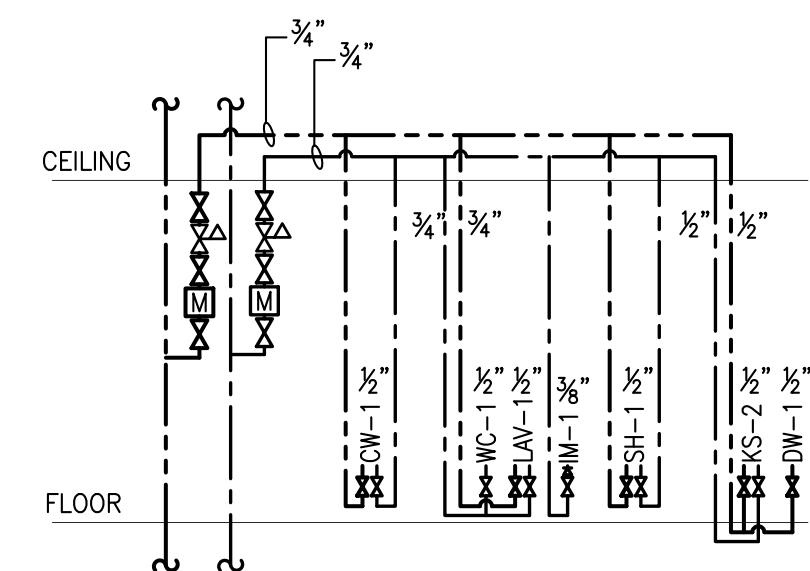 3/4"
3/4"
CEILING
3/4" 3/4" 1/2" 1/2"
M M
1/2" 1/2" 1/2" 3/8" 1/2" 1/2" 1/2"
CW-1 WC-1 LAV-1 IM-1 SH-1 KS-2 DW-1
FLOOR